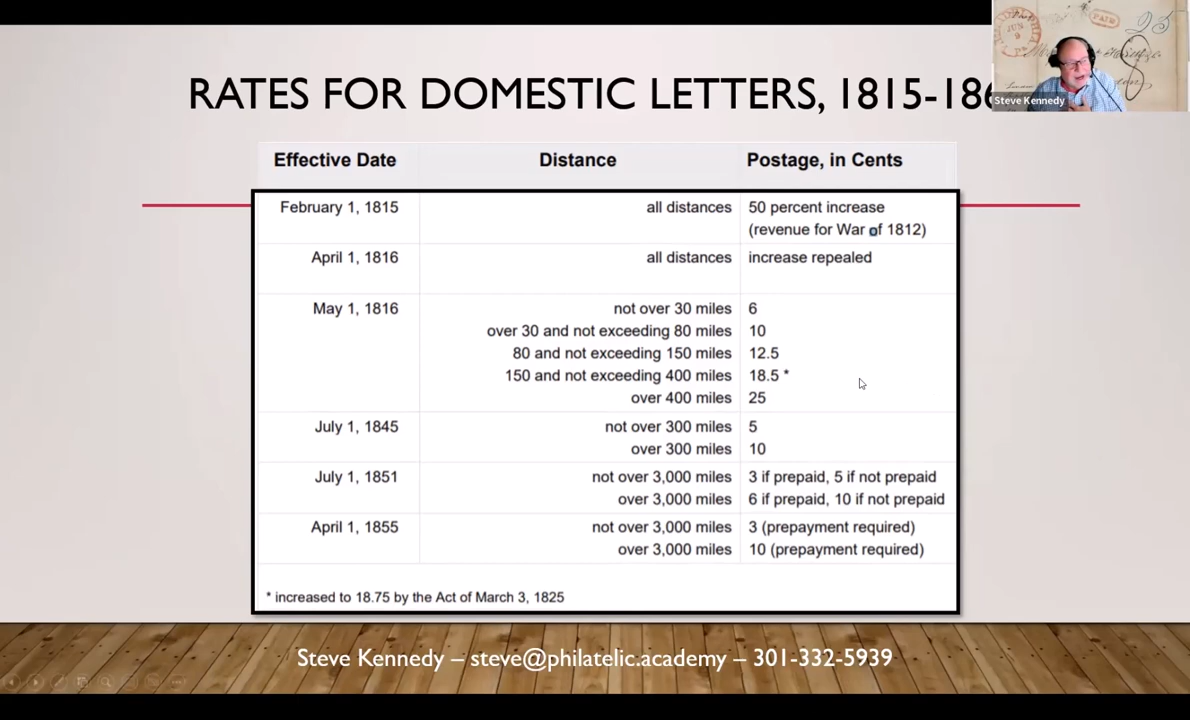 RATES FOR DOMESTIC LETTERS, 1815-186
Steve Kennedy
PAID
25
Effective Date Distance Postage, in Cents
February 1, 1815 all distances 50 percent increase
(revenue for War of 1812)
April 1, 1816 all distances increase repealed
May 1, 1816 not over 30 miles 6
over 30 and not exceeding 80 miles 10
80 and not exceeding 150 miles 12.5
150 and not exceeding 400 miles 18.5 *
over 400 miles 25
July 1, 1845 not over 300 miles 5
over 300 miles 10
July 1, 1851 not over 3,000 miles 3 if prepaid, 5 if not prepaid
over 3,000 miles 6 if prepaid, 10 if not prepaid
April 1, 1855 not over 3,000 miles 3 (prepayment required)
over 3,000 miles 10 (prepayment required)
* increased to 18.75 by the Act of March 3, 1825
Steve Kennedy – steve@philatelic.academy – 301-332-5939